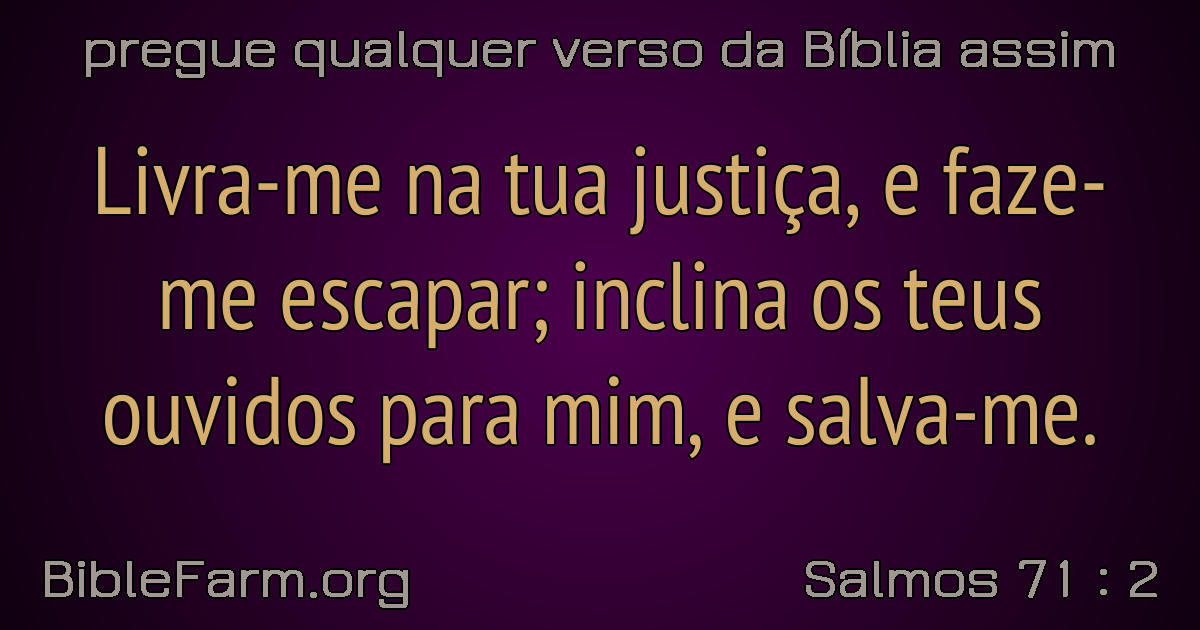 pregue qualquer verso da Bíblia assim
Livra-me na tua justiça, e faze-
me escapar; inclina os teus
ouvidos para mim, e salva-me.
BibleFarm.org
Salmos 71 : 2